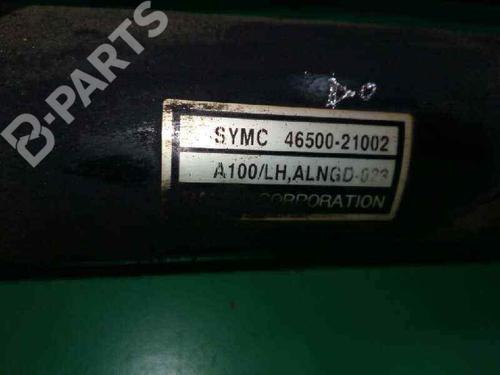 B-PARTS
SYMC 46500-21002
A100/LH,ALNGD-023
CORPORATION